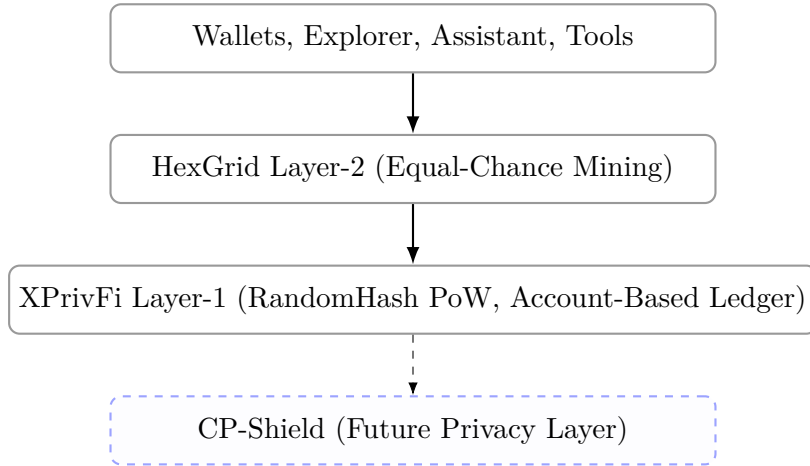 Wallets, Explorer, Assistant, Tools
HexGrid Layer-2 (Equal-Chance Mining)
XPrivFi Layer-1 (RandomHash PoW, Account-Based Ledger)
CP-Shield (Future Privacy Layer)